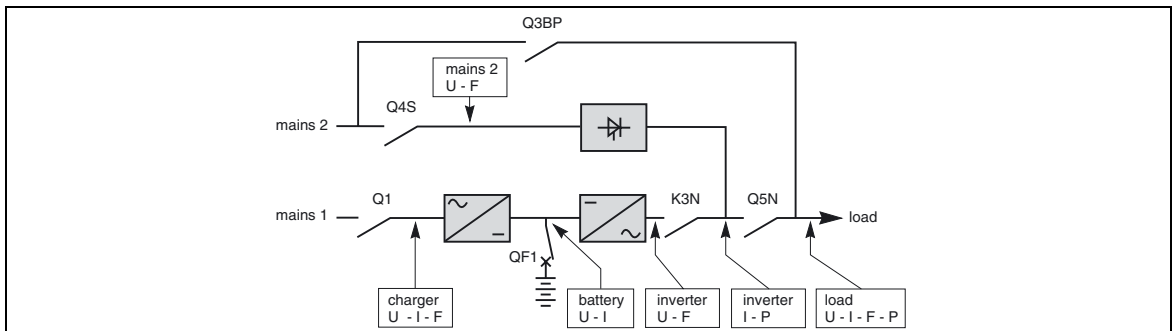 Q3BP
mains 2
U - F
Q4S
mains 2
Q1
K3N
Q5N
mains 1
load
QF1
charger
U - I - F
battery
U - I
inverter
U - F
inverter
I - P
load
U - I - F - P